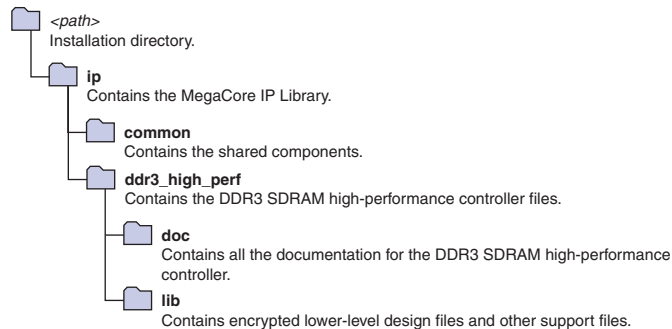 <path>
Installation directory.
ip
Contains the MegaCore IP Library.
common
Contains the shared components.
ddr3_high_perf
Contains the DDR3 SDRAM high-performance controller files.
doc
Contains all the documentation for the DDR3 SDRAM high-performance
controller.
lib
Contains encrypted lower-level design files and other support files.